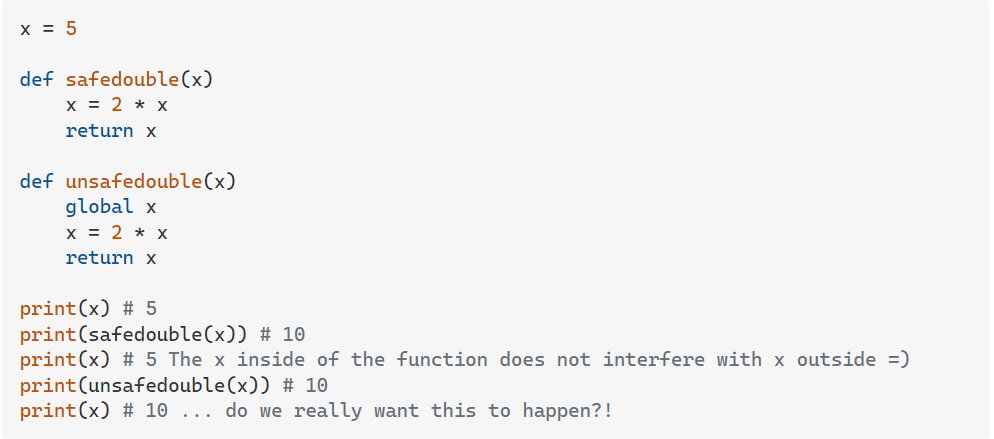 x = 5

def safedouble(x)
    x = 2 * x
    return x

def unsafedouble(x)
    global x
    x = 2 * x
    return x

print(x) # 5
print(safedouble(x)) # 10
print(x) # 5 The x inside of the function does not interfere with x outside =)
print(unsafedouble(x)) # 10
print(x) # 10 ... do we really want this to happen?!